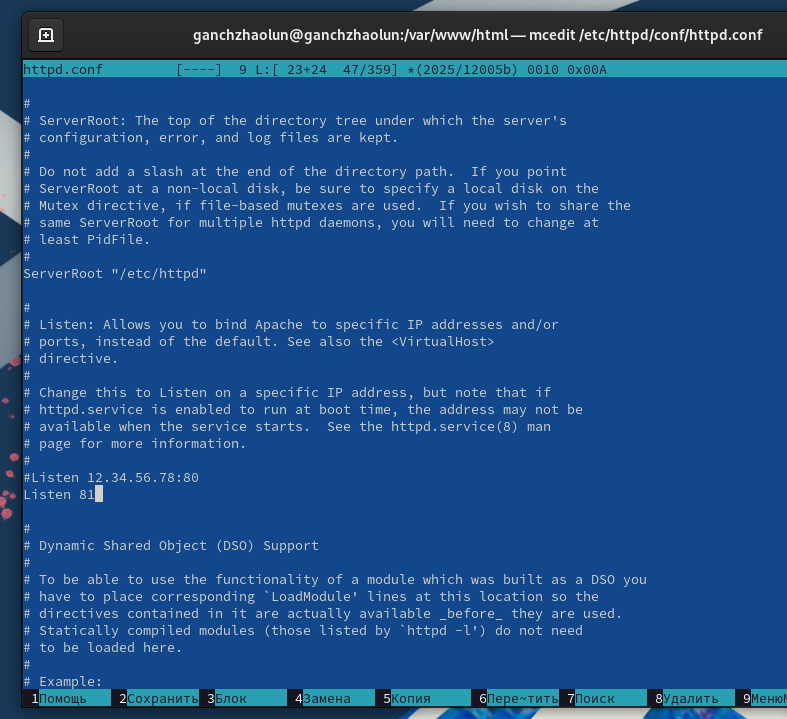 ganchzhaolun@ganchzhaolun:/var/www/html — mcedit /etc/httpd/conf/httpd.conf
httpd.conf [----] 9 L:[ 23+24 47/359] *(2025/12005b) 0010 0x00A
#
# ServerRoot: The top of the directory tree under which the server's
# configuration, error, and log files are kept.
#
# Do not add a slash at the end of the directory path. If you point
# ServerRoot at a non-local disk, be sure to specify a local disk on the
# Mutex directive, if file-based mutexes are used. If you wish to share the
# same ServerRoot for multiple httpd daemons, you will need to change at
# least PidFile.
#
ServerRoot "/etc/httpd"
#
# Listen: Allows you to bind Apache to specific IP addresses and/or
# ports, instead of the default. See also the <VirtualHost>
# directive.
#
# Change this to Listen on a specific IP address, but note that if
# httpd.service is enabled to run at boot time, the address may not be
# available when the service starts. See the httpd.service(8) man
# page for more information.
#
#Listen 12.34.56.78:80
Listen 81
#
# Dynamic Shared Object (DSO) Support
#
# To be able to use the functionality of a module which was built as a DSO you
# have to place corresponding `LoadModule' lines at this location so the
# directives contained in it are actually available _before_ they are used.
# Statically compiled modules (those listed by `httpd -l') do not need
# to be loaded here.
#
# Example:
1Помощь 2Сохранить 3Блок 4Замена 5Копия 6Пере~тить 7Поиск 8Удалить 9Меню